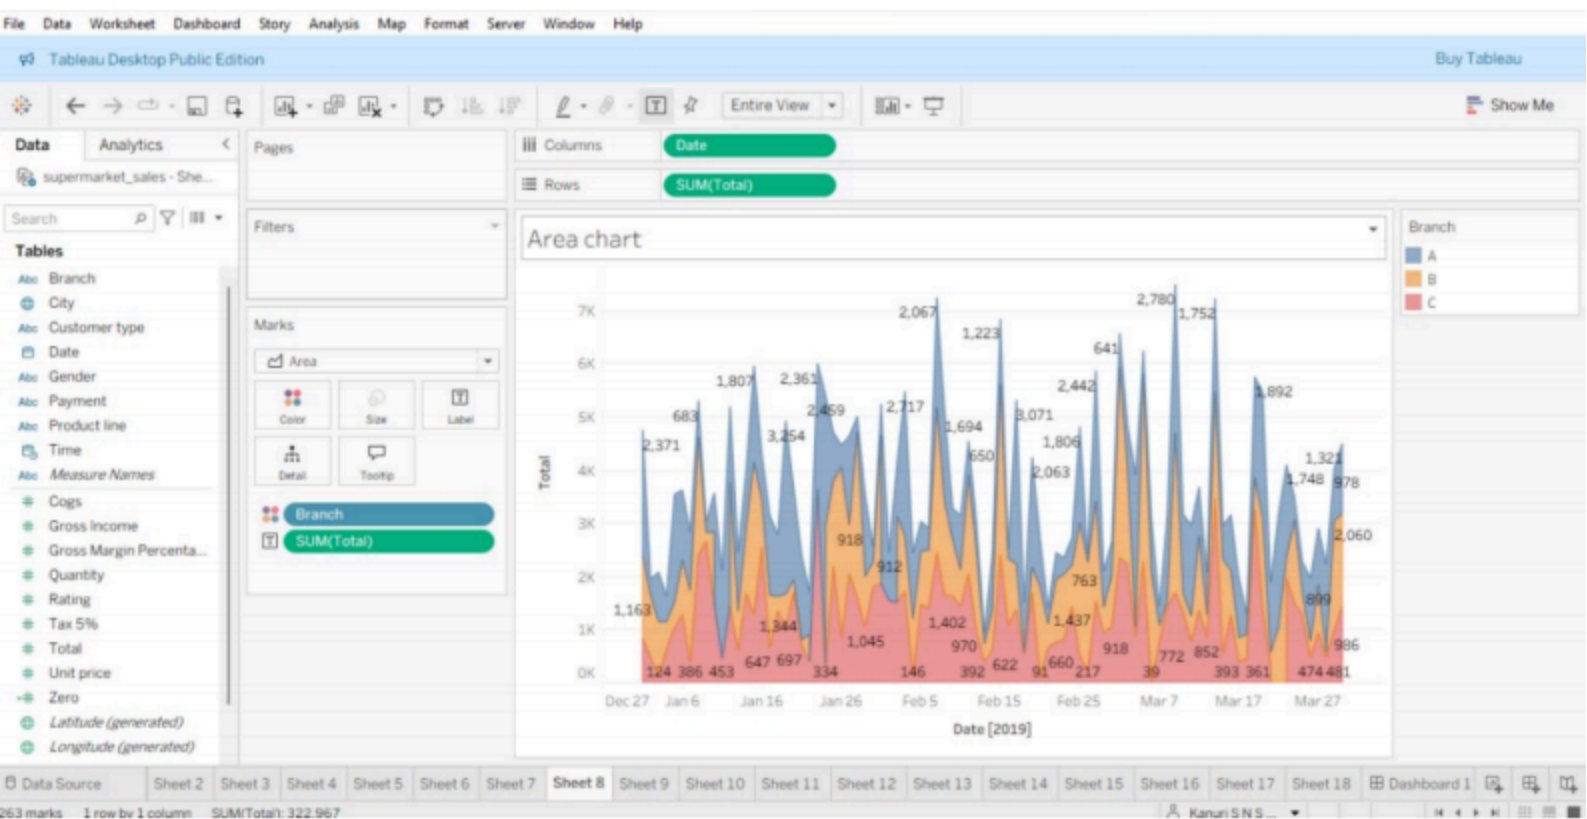 File Data Worksheet Dashboard Story Analysis Map Format Server Window Help
Tableau Desktop Public Edition Buy Tableau
Entire View Show Me
Data Analytics
supermarket_sales - She...
Search
Tables
Abc Branch
City
Abc Customer type
Date
Abc Gender
Abc Payment
Abc Product line
Time
Abc Measure Names
Cogs
Gross Income
Gross Margin Percenta...
Quantity
Rating
Tax 5%
Total
Unit price
Zero
Latitude (generated)
Longitude (generated)
Pages
Filters
Marks
Area
Color Size Label
Detail Tooltip
Branch
SUM(Total)
Columns Date
Rows SUM(Total)
Area chart
Branch
A
B
C
Total
7K
6K
5K
4K
3K
2K
1K
0K
2,780
1,752
2,067
1,223
641
1,807
2,361
2,442
1,892
683
2,459
2,717
3,071
2,371
3,254
1,694
1,806
650
1,321
2,063
1,748
978
918
2,060
912
763
899
1,163
1,344
1,402
1,437
1,045
970
918
986
647 697
622
660
772
852
124 386 453
334
146
392
91
217
39
393 361
474 481
Dec 27 Jan 6 Jan 16 Jan 26 Feb 5 Feb 15 Feb 25 Mar 7 Mar 17 Mar 27
Date [2019]
Data Source Sheet 2 Sheet 3 Sheet 4 Sheet 5 Sheet 6 Sheet 7 Sheet 8 Sheet 9 Sheet 10 Sheet 11 Sheet 12 Sheet 13 Sheet 14 Sheet 15 Sheet 16 Sheet 17 Sheet 18 Dashboard 1
263 marks 1 row by 1 column SUM(Total): 322,967 Kanuri S N S ...